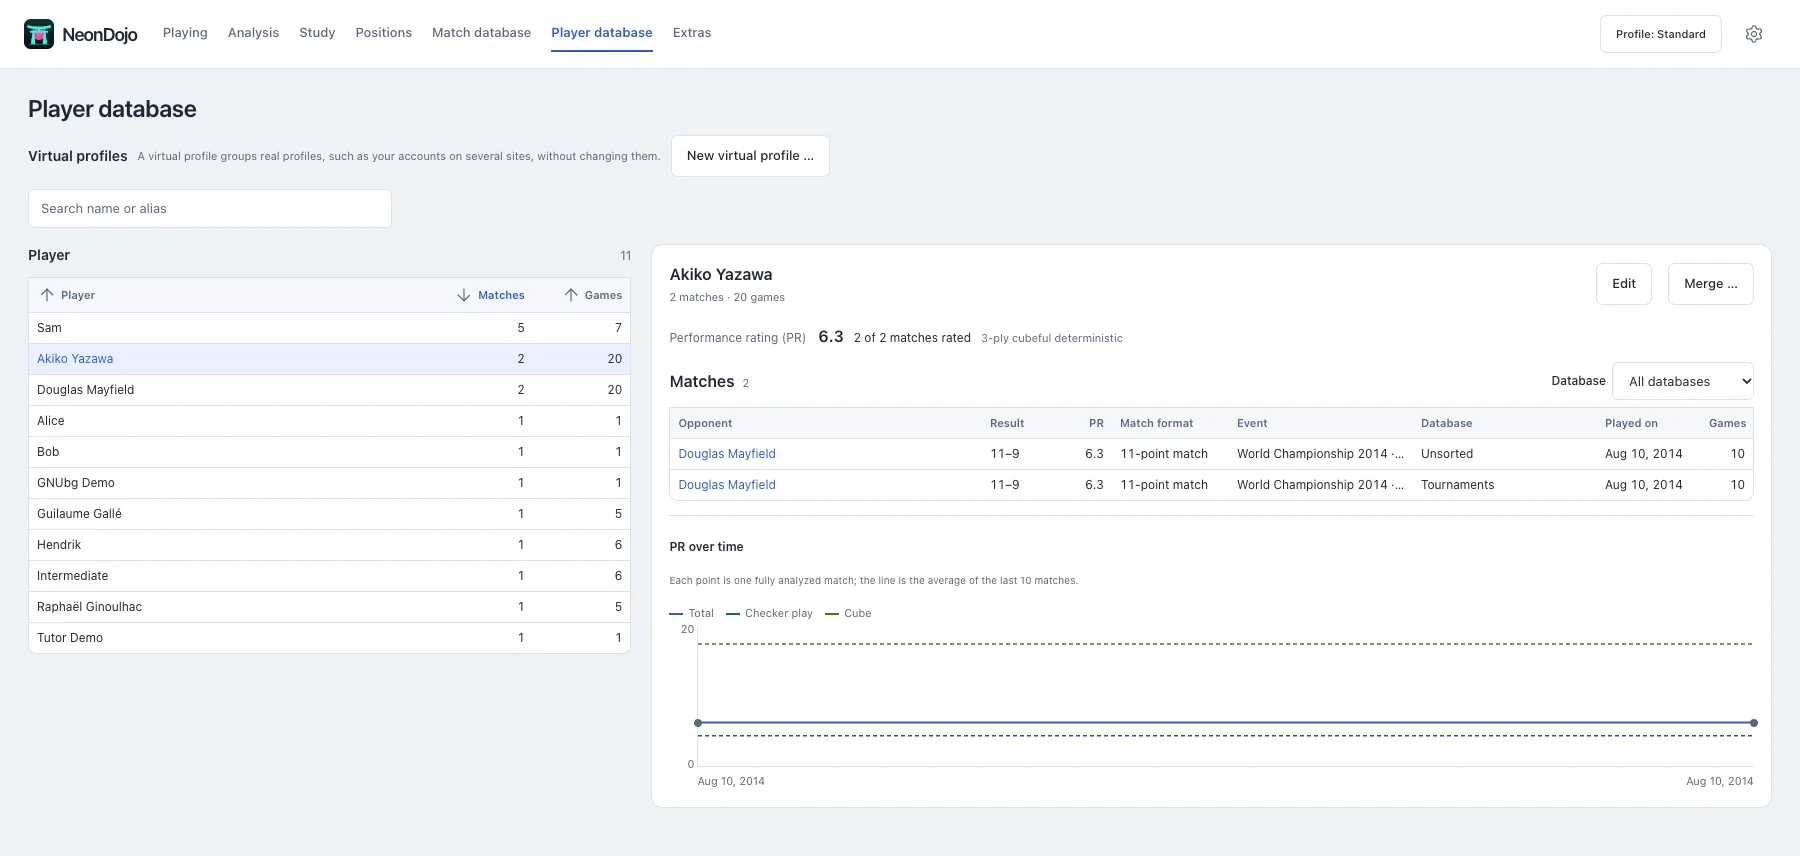 NeonDojo Playing Analysis Study Positions Match database Player database Extras Profile: Standard
Player database
Virtual profiles A virtual profile groups real profiles, such as your accounts on several sites, without changing them. New virtual profile ...
Search name or alias
Player 11
Player Matches Games
Sam 5 7
Akiko Yazawa 2 20
Douglas Mayfield 2 20
Alice 1 1
Bob 1 1
GNUbg Demo 1 1
Guilaume Gallé 1 5
Hendrik 1 6
Intermediate 1 6
Raphaël Ginoulhac 1 5
Tutor Demo 1 1
Akiko Yazawa
2 matches · 20 games
Edit Merge ...
Performance rating (PR) 6.3 2 of 2 matches rated 3-ply cubeful deterministic
Matches 2 Database All databases
Opponent Result PR Match format Event Database Played on Games
Douglas Mayfield 11–9 6.3 11-point match World Championship 2014 ·... Unsorted Aug 10, 2014 10
Douglas Mayfield 11–9 6.3 11-point match World Championship 2014 ·... Tournaments Aug 10, 2014 10
PR over time
Each point is one fully analyzed match; the line is the average of the last 10 matches.
Total Checker play Cube
20
0
Aug 10, 2014 Aug 10, 2014